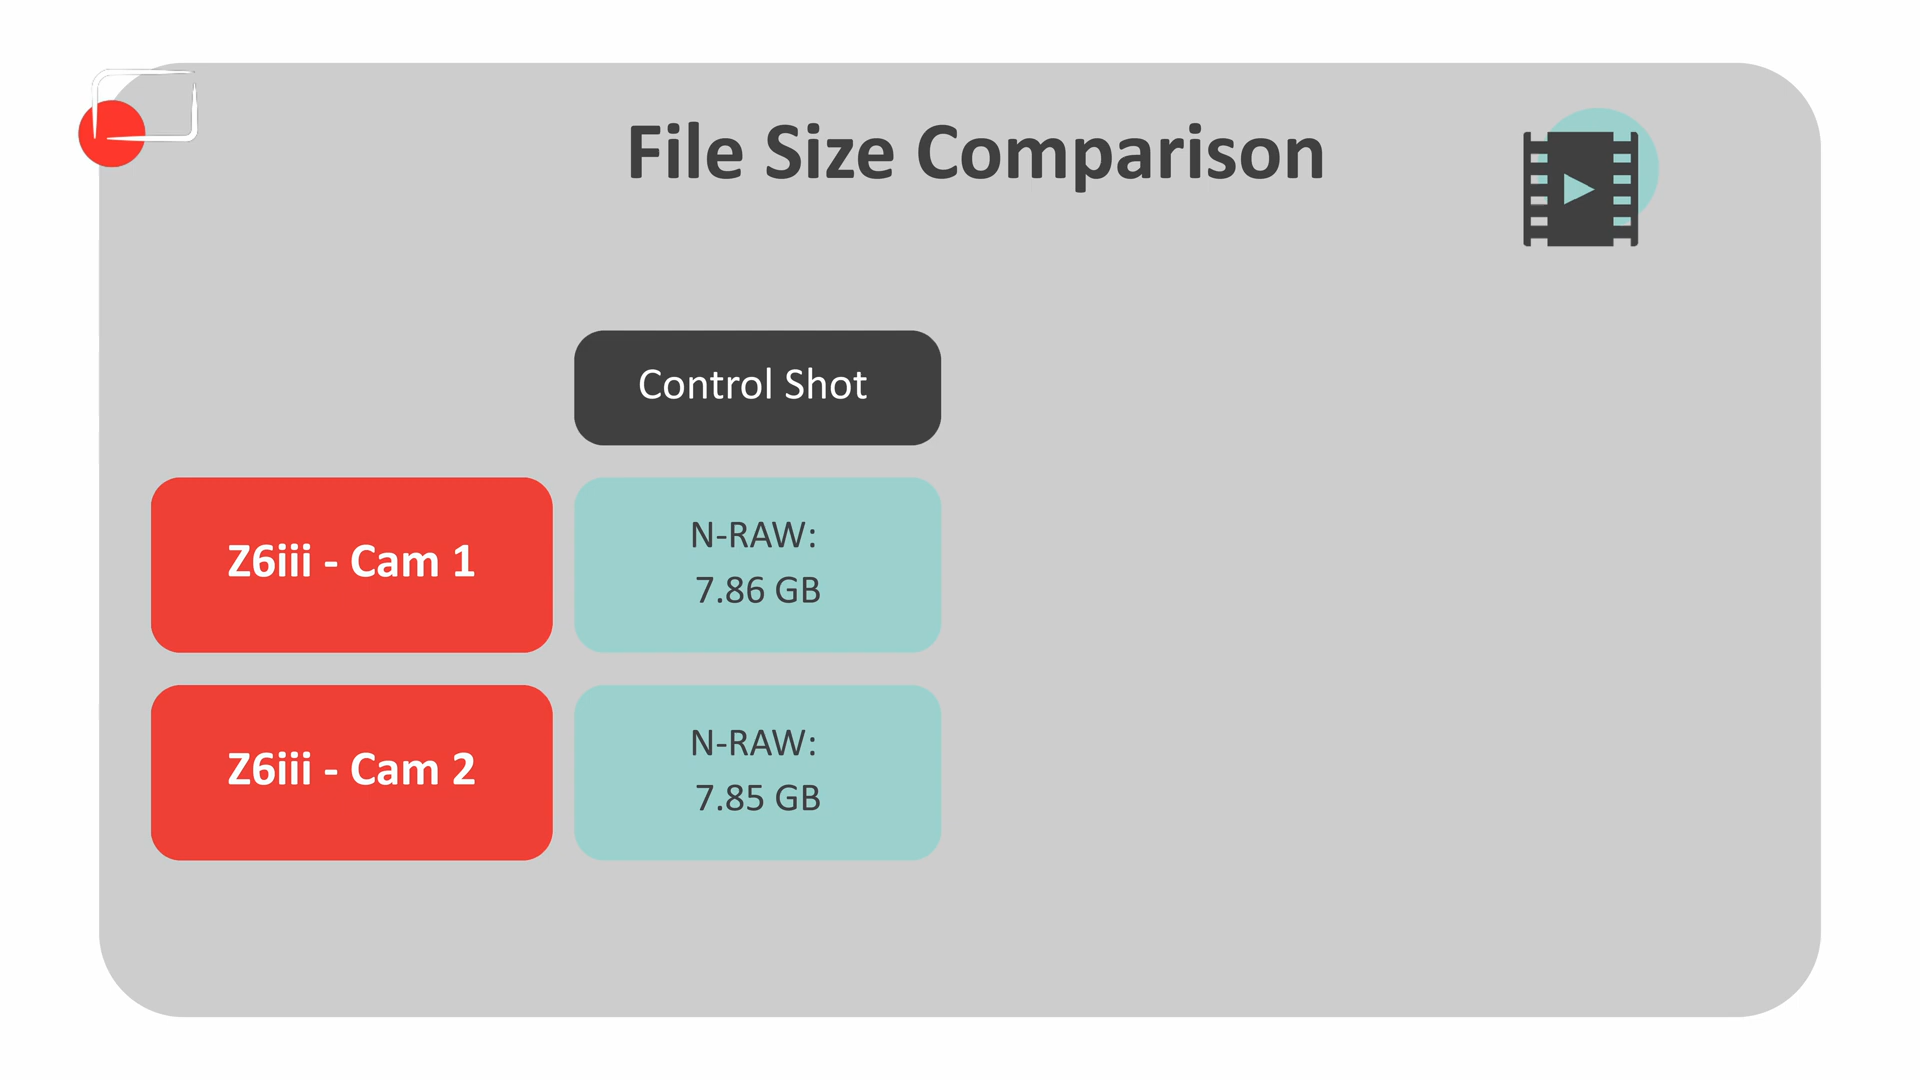 File Size Comparison
Control Shot
Z6iii - Cam 1
N-RAW:
7.86 GB
Z6iii - Cam 2
N-RAW:
7.85 GB